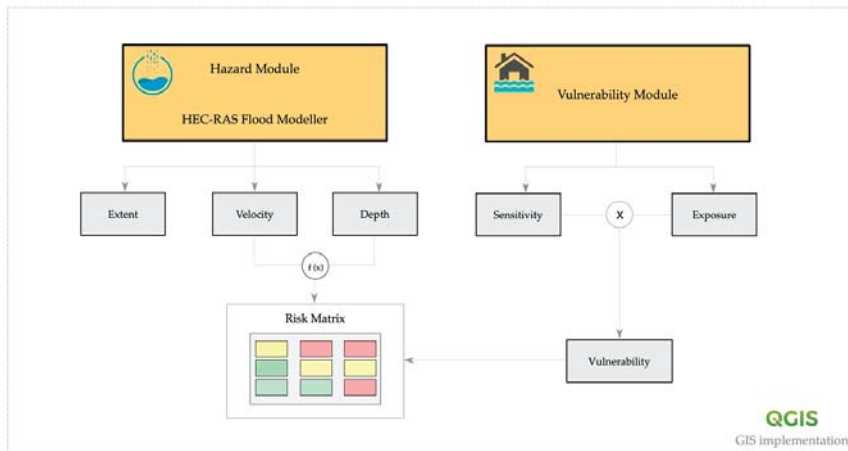 Hazard Module
HEC-RAS Flood Modeller
Vulnerability Module
Extent
Velocity
Depth
Sensitivity
X
Exposure
f (x)
Risk Matrix
Vulnerability
QGIS
GIS implementation